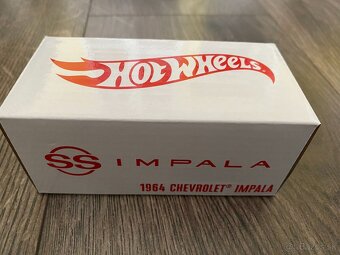 HOT WHEELS
SS IMPALA
1964 CHEVROLET® IMPALA